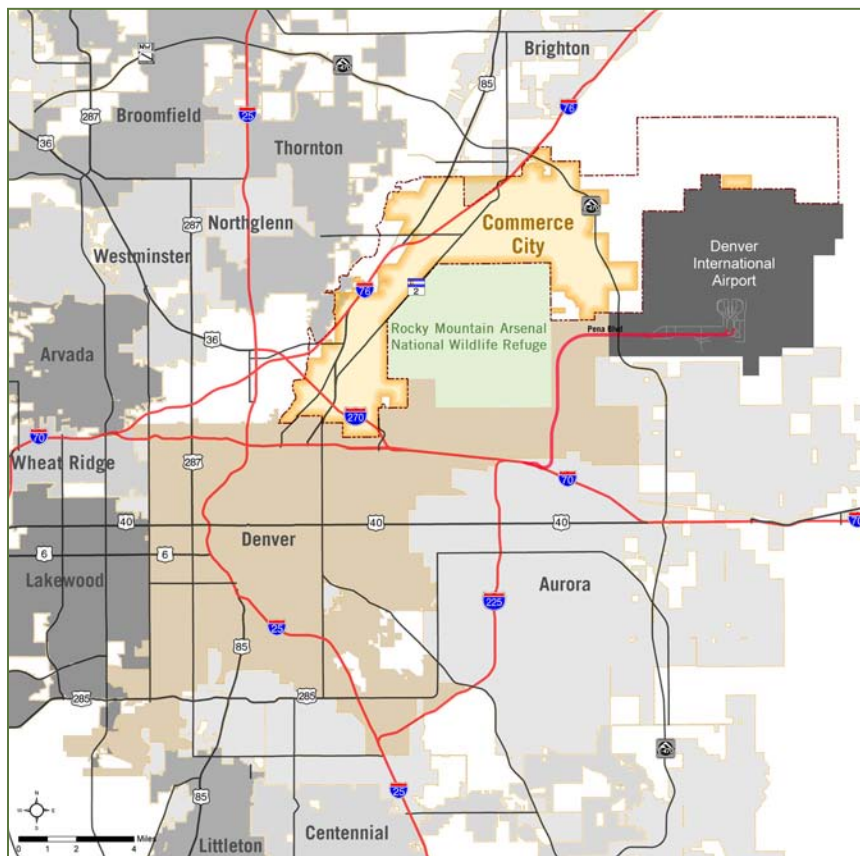 Brighton
85
25
76
287
Broomfield
36
Thornton
Commerce
City
Northglenn
287
Westminster
Denver
International
Airport
76
2
Rocky Mountain Arsenal
National Wildlife Refuge
Pena Blvd
36
Arvada
270
70
Wheat Ridge
287
70
40
40
40
70
6
6
Denver
Lakewood
Aurora
225
25
85
285
285
85
25
Littleton
Centennial
N
W
E
S
0
1
2
4
Miles